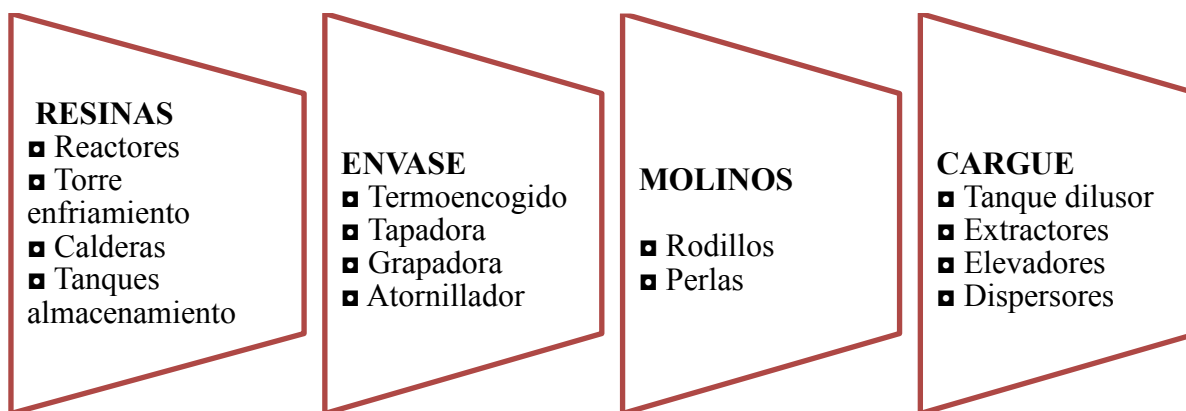 RESINAS
◘ Reactores
◘ Torre
enfriamiento
◘ Calderas
◘ Tanques
almacenamiento
ENVASE
◘ Termoencogido
◘ Tapadora
◘ Grapadora
◘ Atornillador
MOLINOS
◘ Rodillos
◘ Perlas
CARGUE
◘ Tanque dilusor
◘ Extractores
◘ Elevadores
◘ Dispersores